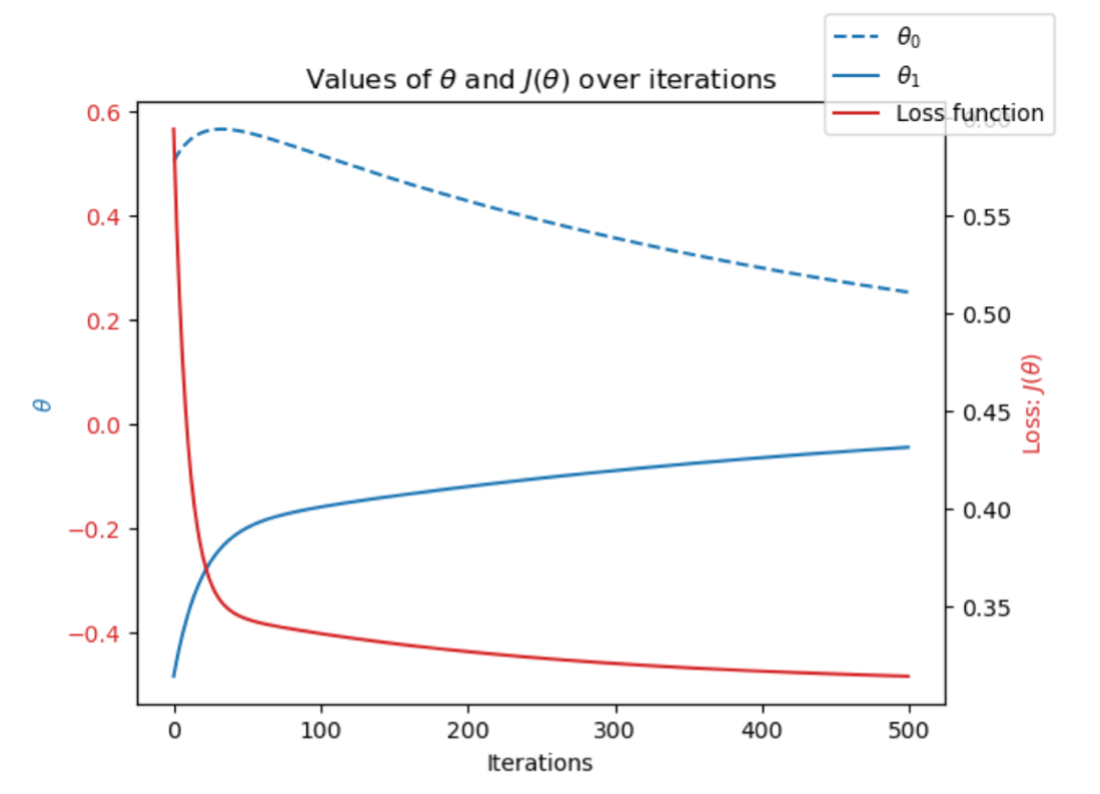 θ₀
θ₁
Loss function
Values of θ and J(θ) over iterations
0.6
0.4
0.2
0.0
−0.2
−0.4
θ
0.60
0.55
0.50
0.45
0.40
0.35
Loss: J(θ)
0 100 200 300 400 500
Iterations